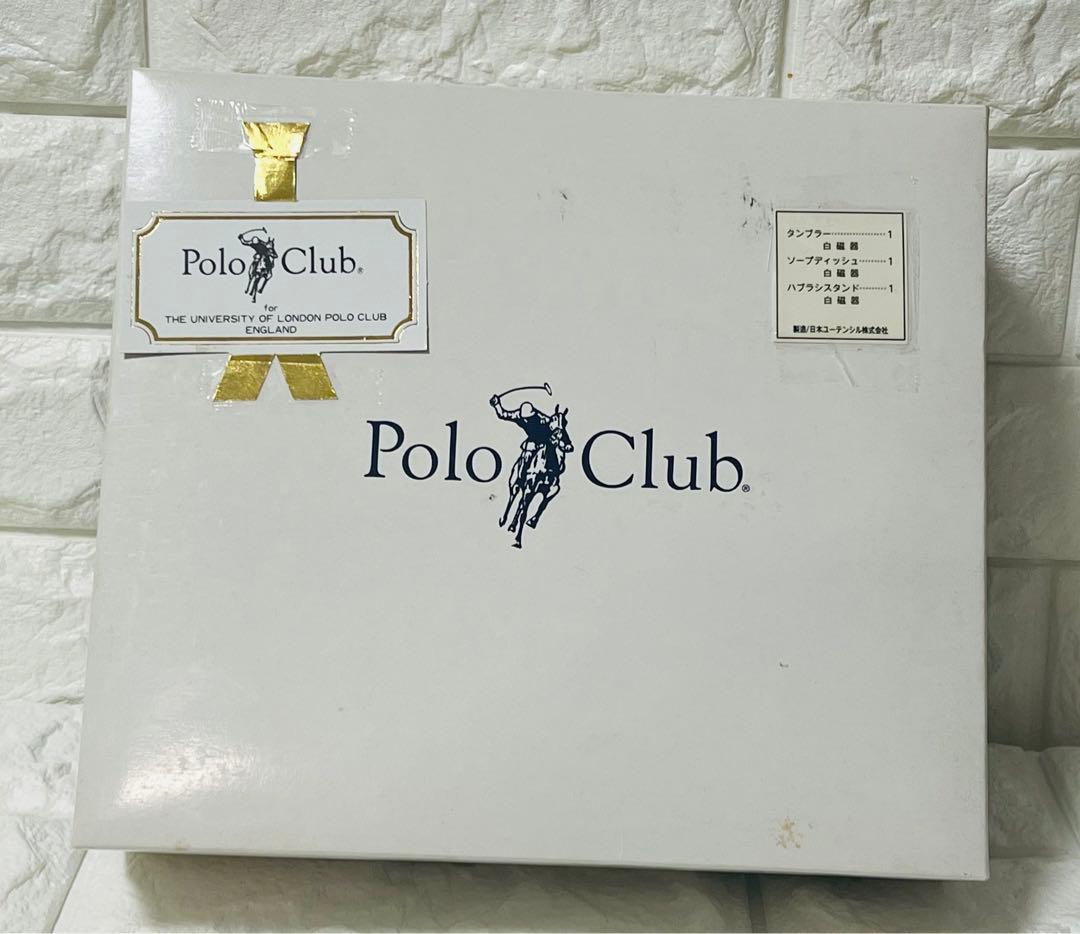 Polo Club®
for
THE UNIVERSITY OF LONDON POLO CLUB
ENGLAND
タンブラー………………1
白磁器
ソープディッシュ………1
白磁器
ハブラシスタンド………1
白磁器
製造/日本ユーテンシル株式会社
Polo Club®